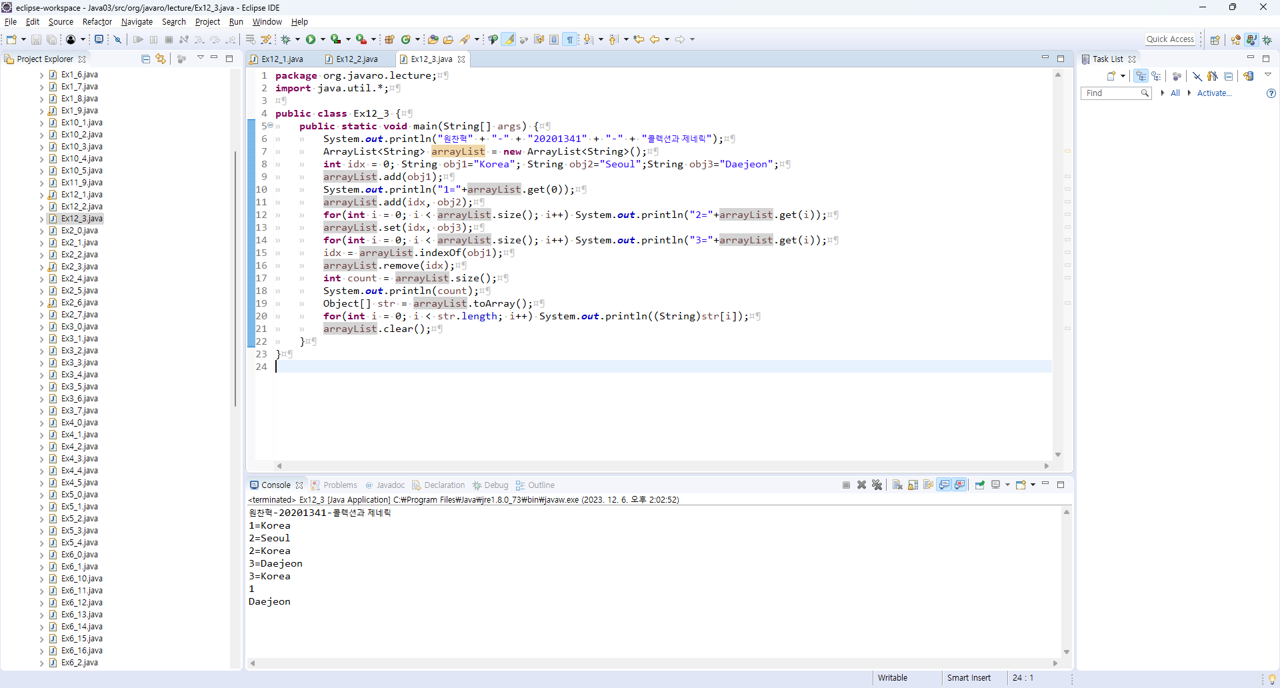 eclipse-workspace - Java03/src/org/javaro/lecture/Ex12_3.java - Eclipse IDE
File Edit Source Refactor Navigate Search Project Run Window Help
Quick Access
Project Explorer
Ex1_6.java
Ex1_7.java
Ex1_8.java
Ex1_9.java
Ex10_1.java
Ex10_2.java
Ex10_3.java
Ex10_4.java
Ex10_5.java
Ex11_9.java
Ex12_1.java
Ex12_2.java
Ex12_3.java
Ex2_0.java
Ex2_1.java
Ex2_2.java
Ex2_3.java
Ex2_4.java
Ex2_5.java
Ex2_6.java
Ex2_7.java
Ex3_0.java
Ex3_1.java
Ex3_2.java
Ex3_3.java
Ex3_4.java
Ex3_5.java
Ex3_6.java
Ex3_7.java
Ex4_0.java
Ex4_1.java
Ex4_2.java
Ex4_3.java
Ex4_4.java
Ex4_5.java
Ex5_0.java
Ex5_1.java
Ex5_2.java
Ex5_3.java
Ex5_4.java
Ex6_0.java
Ex6_1.java
Ex6_10.java
Ex6_11.java
Ex6_12.java
Ex6_13.java
Ex6_14.java
Ex6_15.java
Ex6_16.java
Ex6_2.java
Ex12_1.java Ex12_2.java Ex12_3.java
1 package org.javaro.lecture;
2 import java.util.*;
3
4 public class Ex12_3 {
5 public static void main(String[] args) {
6 System.out.println("원찬혁" + "-" + "20201341" + "-" + "콜렉션과 제네릭");
7 ArrayList<String> arrayList = new ArrayList<String>();
8 int idx = 0; String obj1="Korea"; String obj2="Seoul";String obj3="Daejeon";
9 arrayList.add(obj1);
10 System.out.println("1="+arrayList.get(0));
11 arrayList.add(idx, obj2);
12 for(int i = 0; i < arrayList.size(); i++) System.out.println("2="+arrayList.get(i));
13 arrayList.set(idx, obj3);
14 for(int i = 0; i < arrayList.size(); i++) System.out.println("3="+arrayList.get(i));
15 idx = arrayList.indexOf(obj1);
16 arrayList.remove(idx);
17 int count = arrayList.size();
18 System.out.println(count);
19 Object[] str = arrayList.toArray();
20 for(int i = 0; i < str.length; i++) System.out.println((String)str[i]);
21 arrayList.clear();
22 }
23 }
24
Console Problems Javadoc Declaration Debug Outline
<terminated> Ex12_3 [Java Application] C:₩Program Files₩Java₩jre1.8.0_73₩bin₩javaw.exe (2023. 12. 6. 오후 2:02:52)
원찬혁-20201341-콜렉션과 제네릭
1=Korea
2=Seoul
2=Korea
3=Daejeon
3=Korea
1
Daejeon
Task List
Find All Activate...
Writable Smart Insert 24 : 1